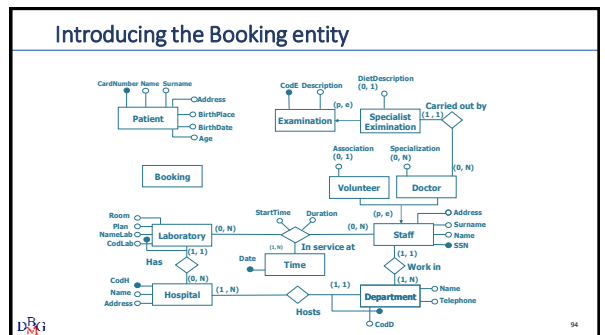 Introducing the Booking entity
CardNumber Name Surname
Address
BirthPlace
BirthDate
Age
Patient
CodE Description
Examination
(p, e)
DietDescription
(0, 1)
Specialist
Eximination
(1 , 1)
Carried out by
(0, N)
Booking
Association
(0, 1)
Volunteer
Specialization
(0, N)
Doctor
(p, e)
Room
Plan
NameLab
CodLab
Laboratory
(0, N)
StartTime
Duration
(0, N)
In service at
Staff
Address
Surname
Name
SSN
(1, N)
Date
Time
(1, 1)
Has
(0, N)
(1, 1)
Work in
(1, N)
CodH
Name
Address
Hospital
(1 , N)
Hosts
(1, 1)
Department
Name
Telephone
CodD
DBMG
94